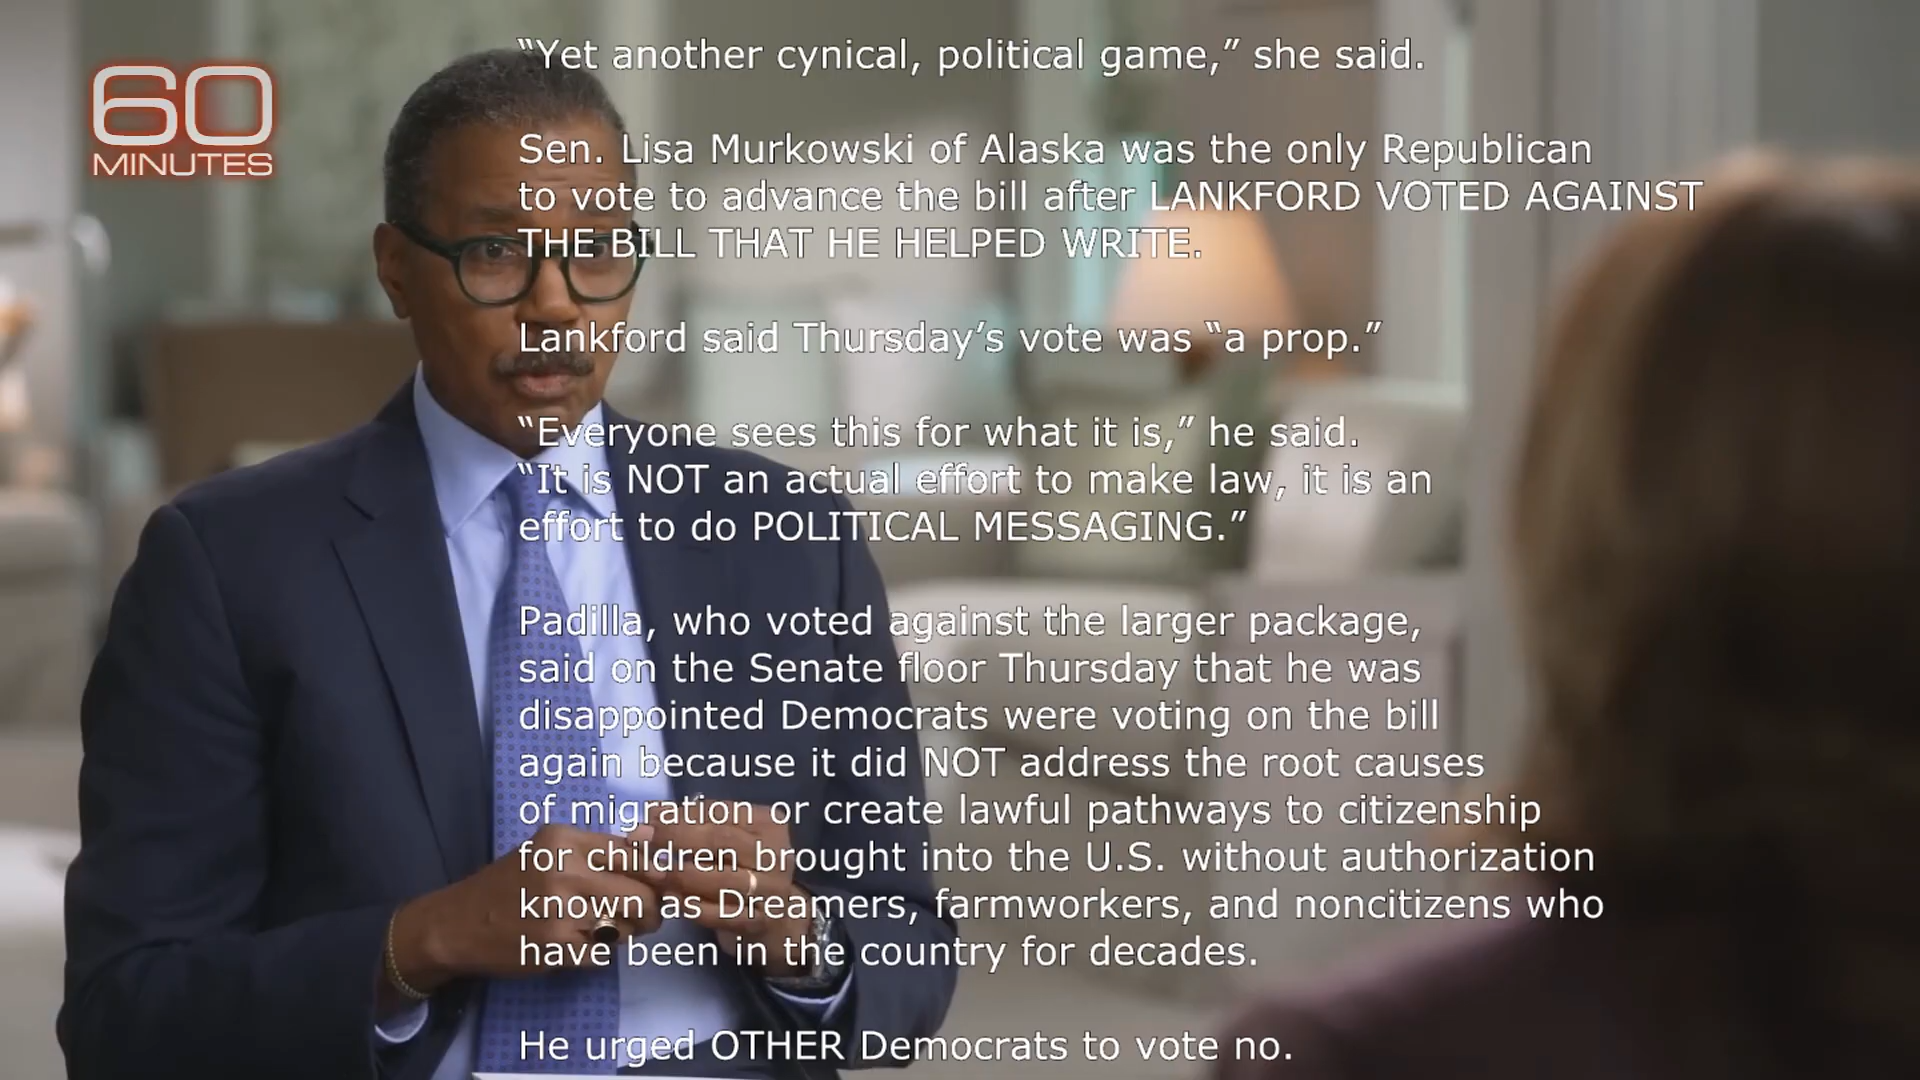 60
MINUTES
“Yet another cynical, political game,” she said.
Sen. Lisa Murkowski of Alaska was the only Republican
to vote to advance the bill after LANKFORD VOTED AGAINST
THE BILL THAT HE HELPED WRITE.
Lankford said Thursday’s vote was “a prop.”
“Everyone sees this for what it is,” he said.
“It is NOT an actual effort to make law, it is an
effort to do POLITICAL MESSAGING.”
Padilla, who voted against the larger package,
said on the Senate floor Thursday that he was
disappointed Democrats were voting on the bill
again because it did NOT address the root causes
of migration or create lawful pathways to citizenship
for children brought into the U.S. without authorization
known as Dreamers, farmworkers, and noncitizens who
have been in the country for decades.
He urged OTHER Democrats to vote no.